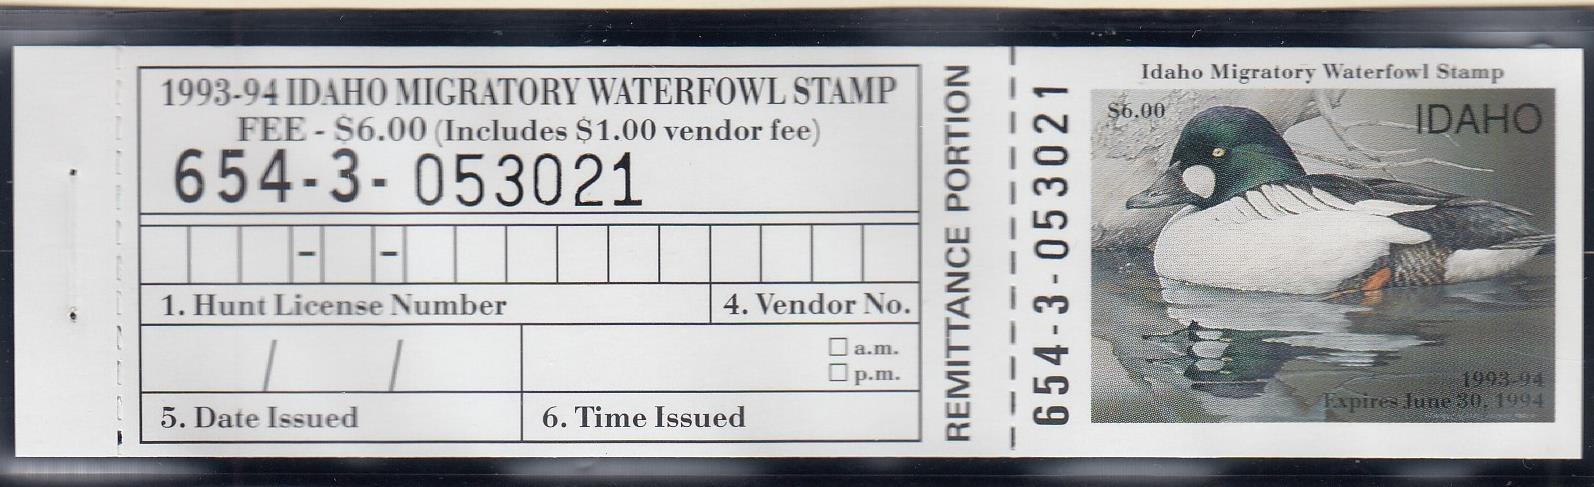 1993-94 IDAHO MIGRATORY WATERFOWL STAMP
FEE - $6.00 (Includes $1.00 vendor fee)
654-3- 053021
- -
1. Hunt License Number
4. Vendor No.
/ /
a.m.
p.m.
5. Date Issued
6. Time Issued
REMITTANCE PORTION
654-3-053021
Idaho Migratory Waterfowl Stamp
$6.00
IDAHO
1993-94
Expires June 30, 1994